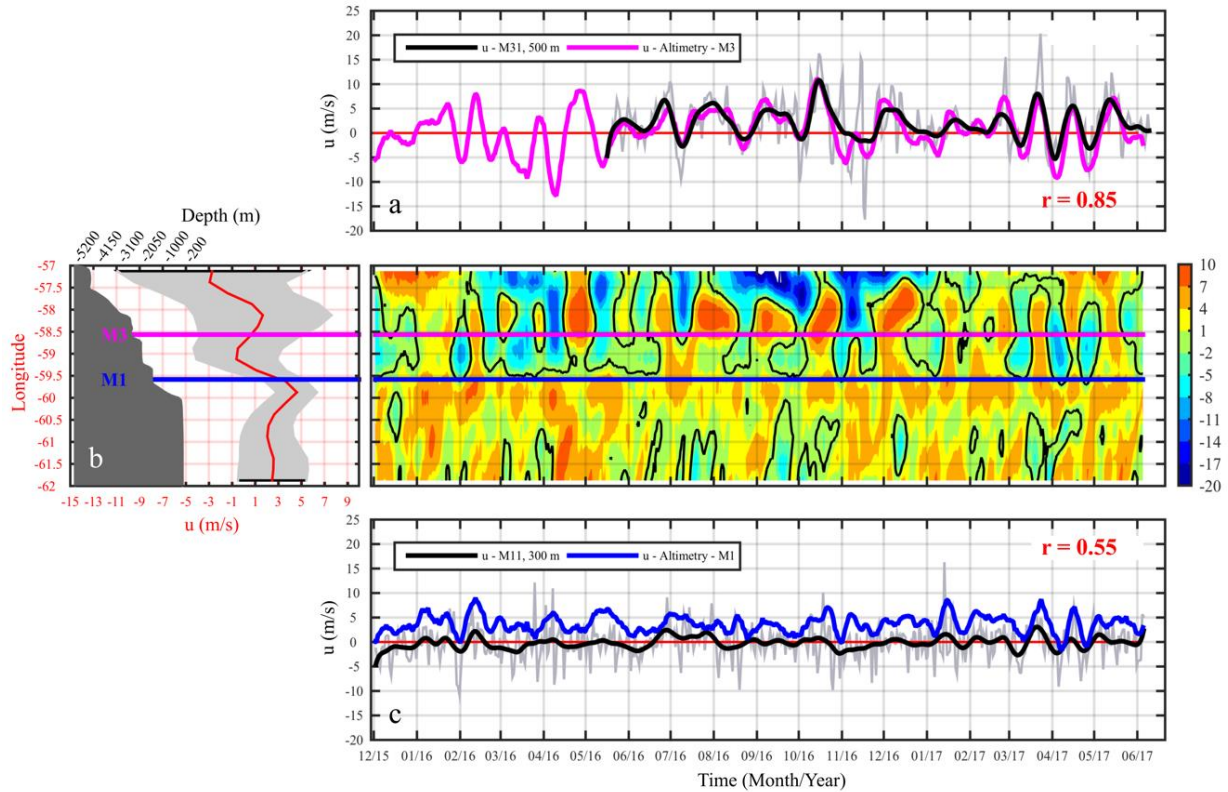 25
20
15
10
5
0
-5
-10
-15
-20
u (m/s)
u - M31, 500 m u - Altimetry - M3
a
r = 0.85
Depth (m)
-5200 -4150 -3100 -2050 -1000 -200
Longitude
-57
-58
-58.5
-59
-59.5
-60
-60.5
-61
-61.5
-62
M3
M1
b
-15 -13 -11 -9 -7 -5 -3 -1 1 3 5 7 9
u (m/s)
10
7
4
1
-2
-5
-8
-11
-14
-17
-20
25
20
15
10
5
0
-5
-10
-15
-20
u (m/s)
u - M11, 300 m u - Altimetry - M1
r = 0.55
c
12/15 01/16 02/16 03/16 04/16 05/16 06/16 07/16 08/16 09/16 10/16 11/16 12/16 01/17 02/17 03/17 04/17 05/17 06/17
Time (Month/Year)